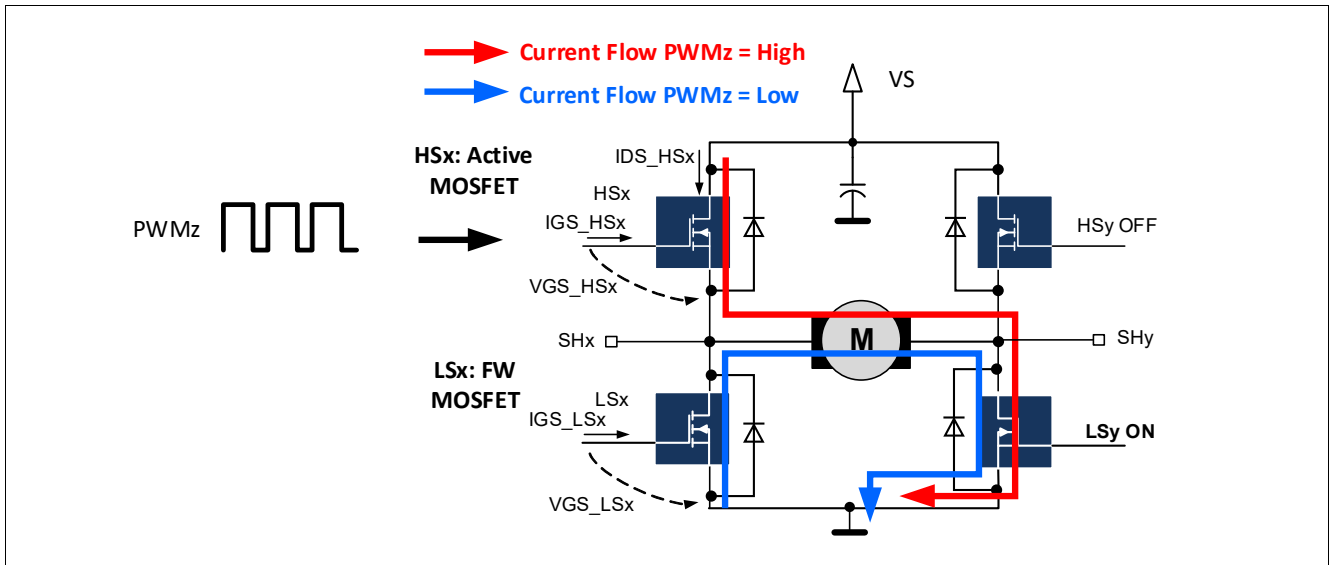 Current Flow PWMz = High
Current Flow PWMz = Low
VS
HSx: Active
MOSFET
IDS_HSx
HSx
IGS_HSx
PWMz
HSy OFF
VGS_HSx
SHx
M
SHy
LSx: FW
MOSFET
LSx
IGS_LSx
LSy ON
VGS_LSx